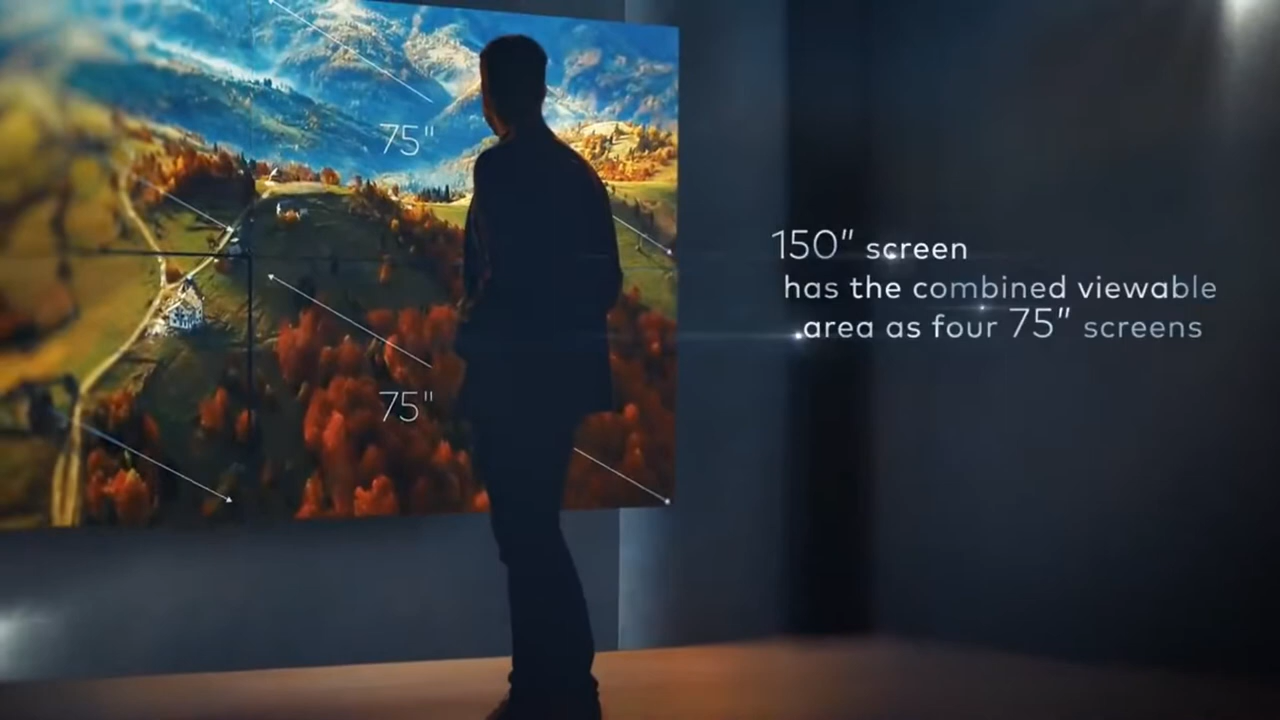 75"
75"
150" screen
has the combined viewable
area as four 75" screens